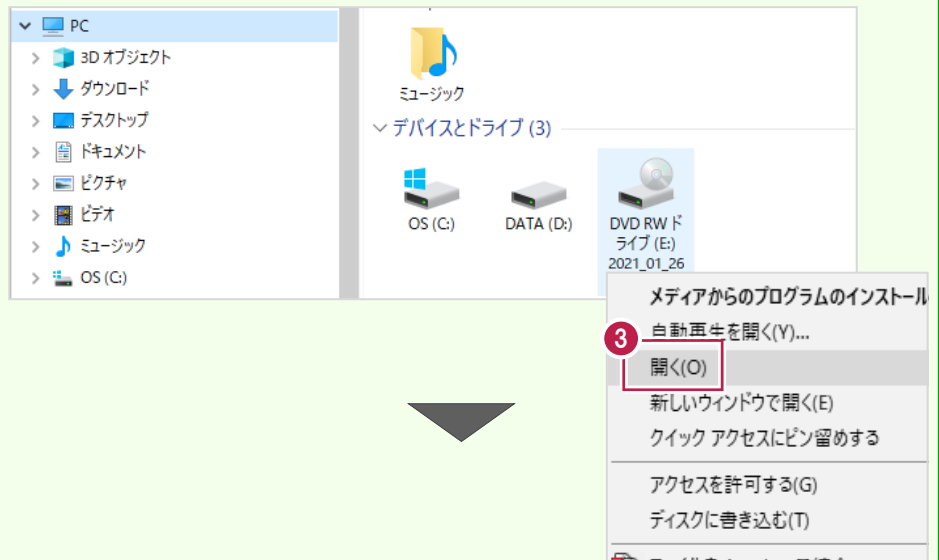 PC
3D オブジェクト
ダウンロード
デスクトップ
ドキュメント
ピクチャ
ビデオ
ミュージック
OS (C:)
ミュージック
デバイスとドライブ (3)
OS (C:)
DATA (D:)
DVD RW ド
ライブ (E:)
2021_01_26
メディアからのプログラムのインストール
自動再生を開く(Y)...
3
開く(O)
新しいウィンドウで開く(E)
クイック アクセスにピン留めする
アクセスを許可する(G)
ディスクに書き込む(T)